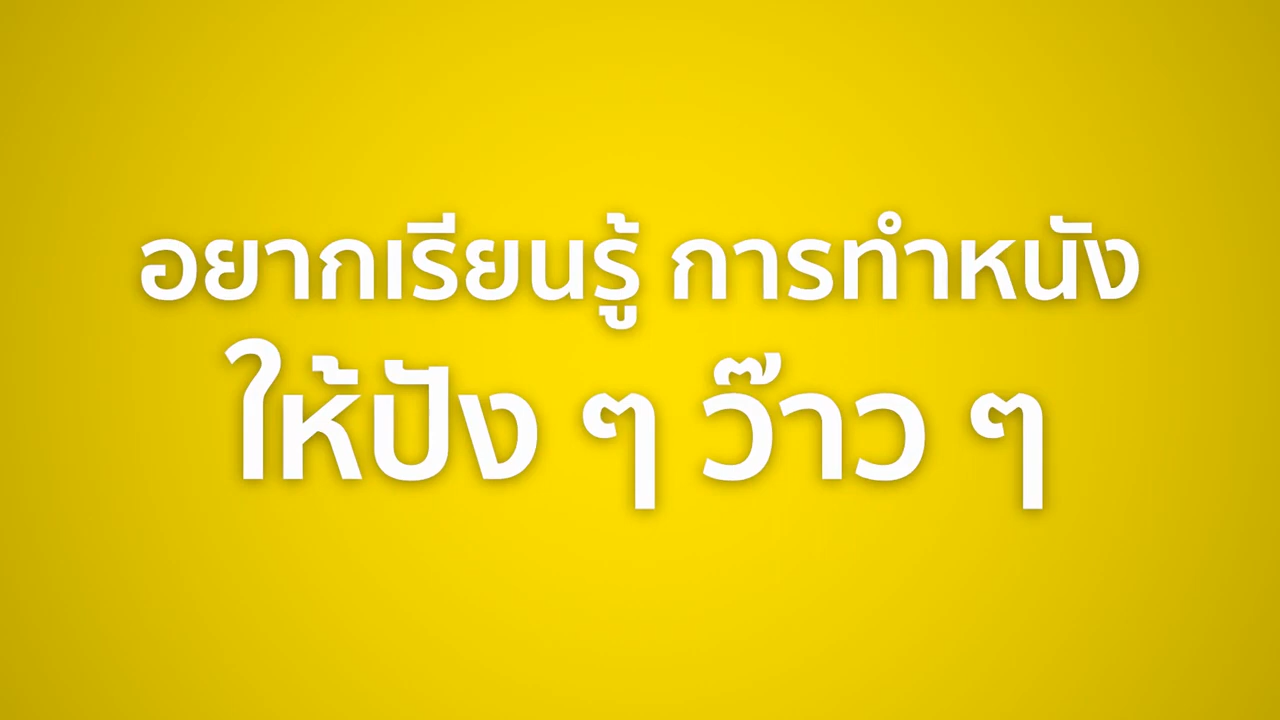 อยากเรียนรู้ การทำหนัง
ให้ปัง ๆ ว๊าว ๆ